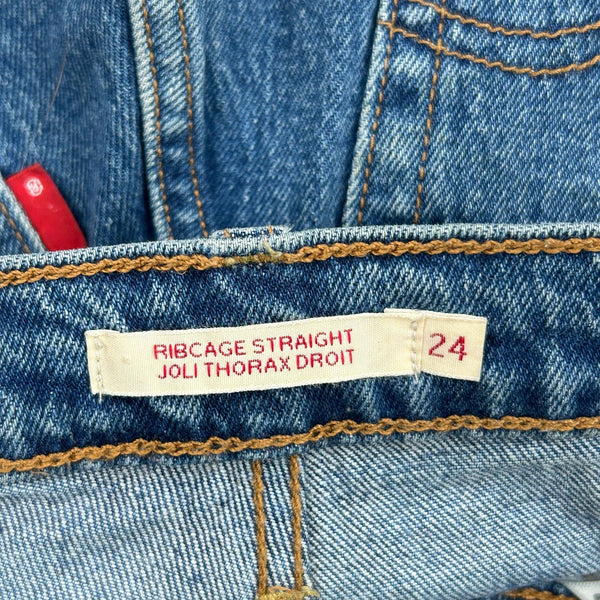 RIBCAGE STRAIGHT
JOLI THORAX DROIT
24